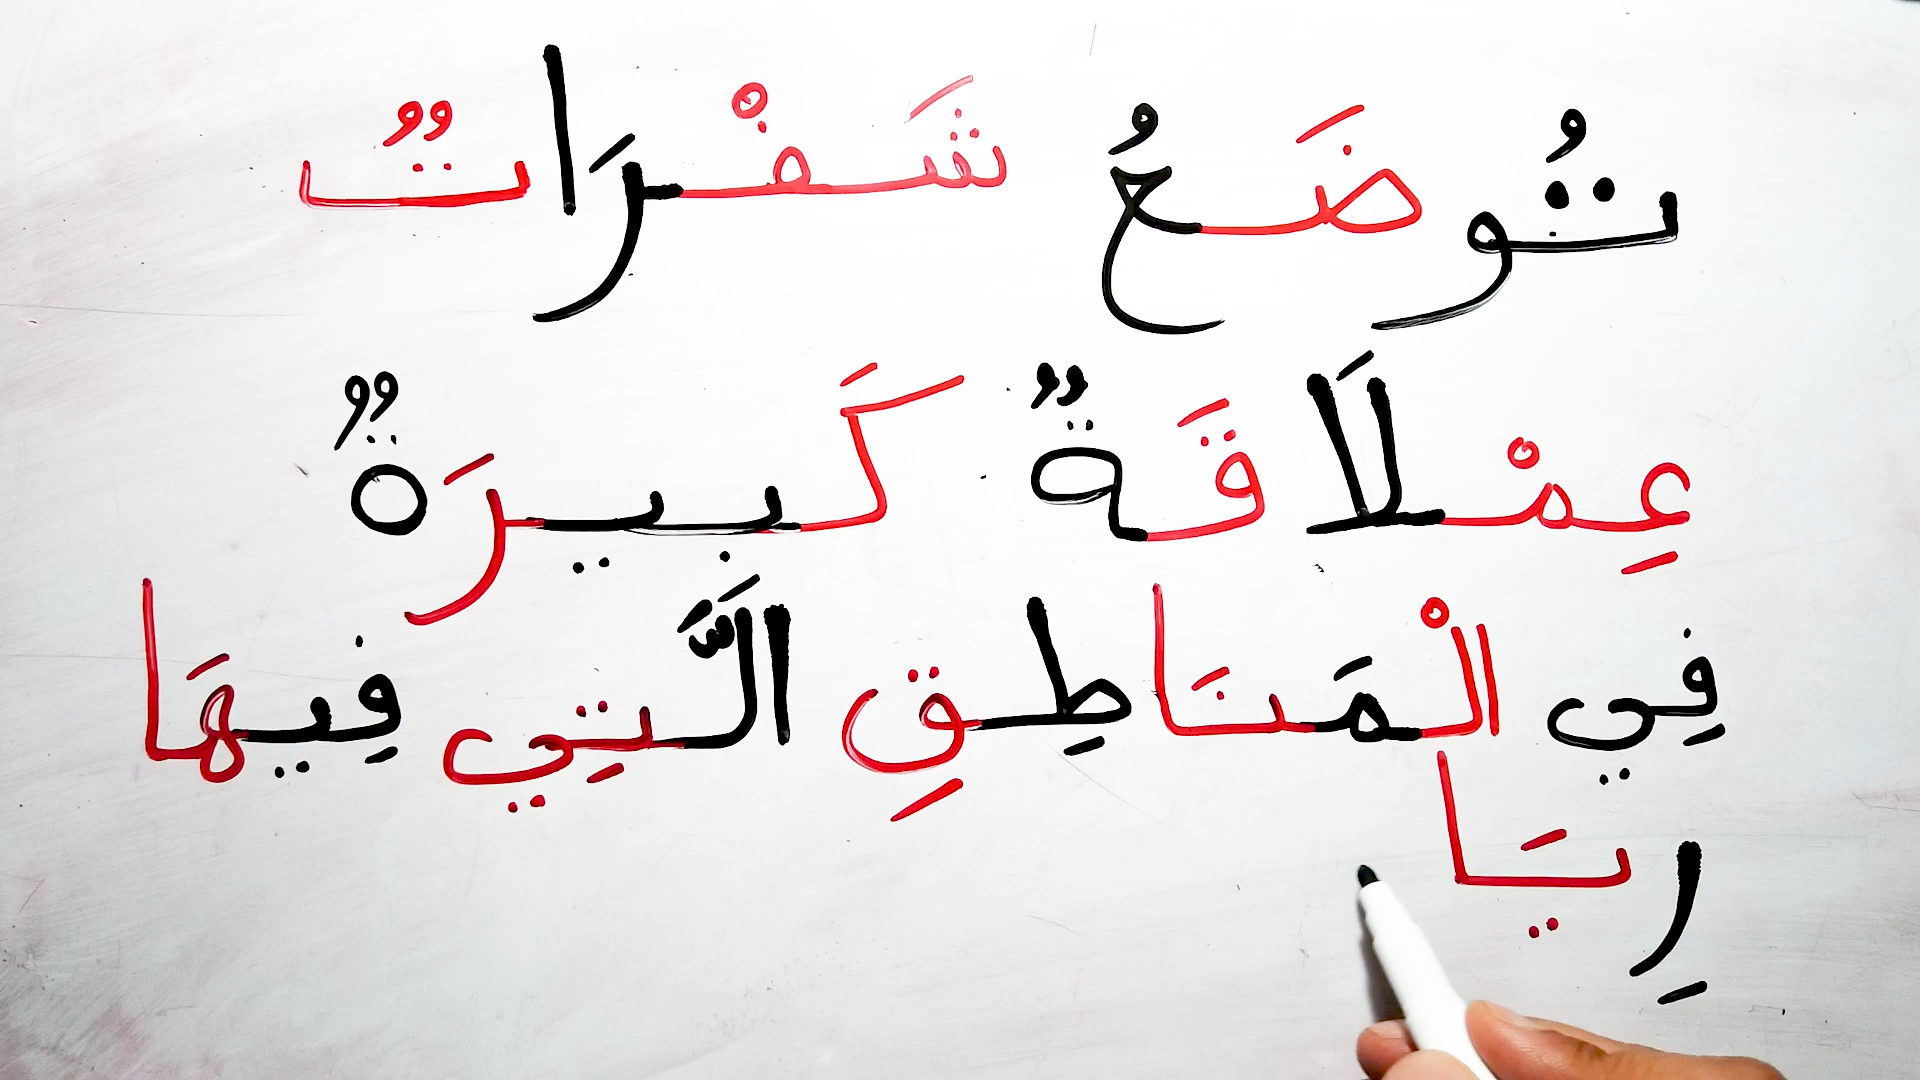 تُوضَعُ شَفْرَاتٌ
عِمْلَاقَةٌ كَبِيرَةٌ
فِي الْمَنَاطِقِ الَّتِي فِيهَا
رِيَا